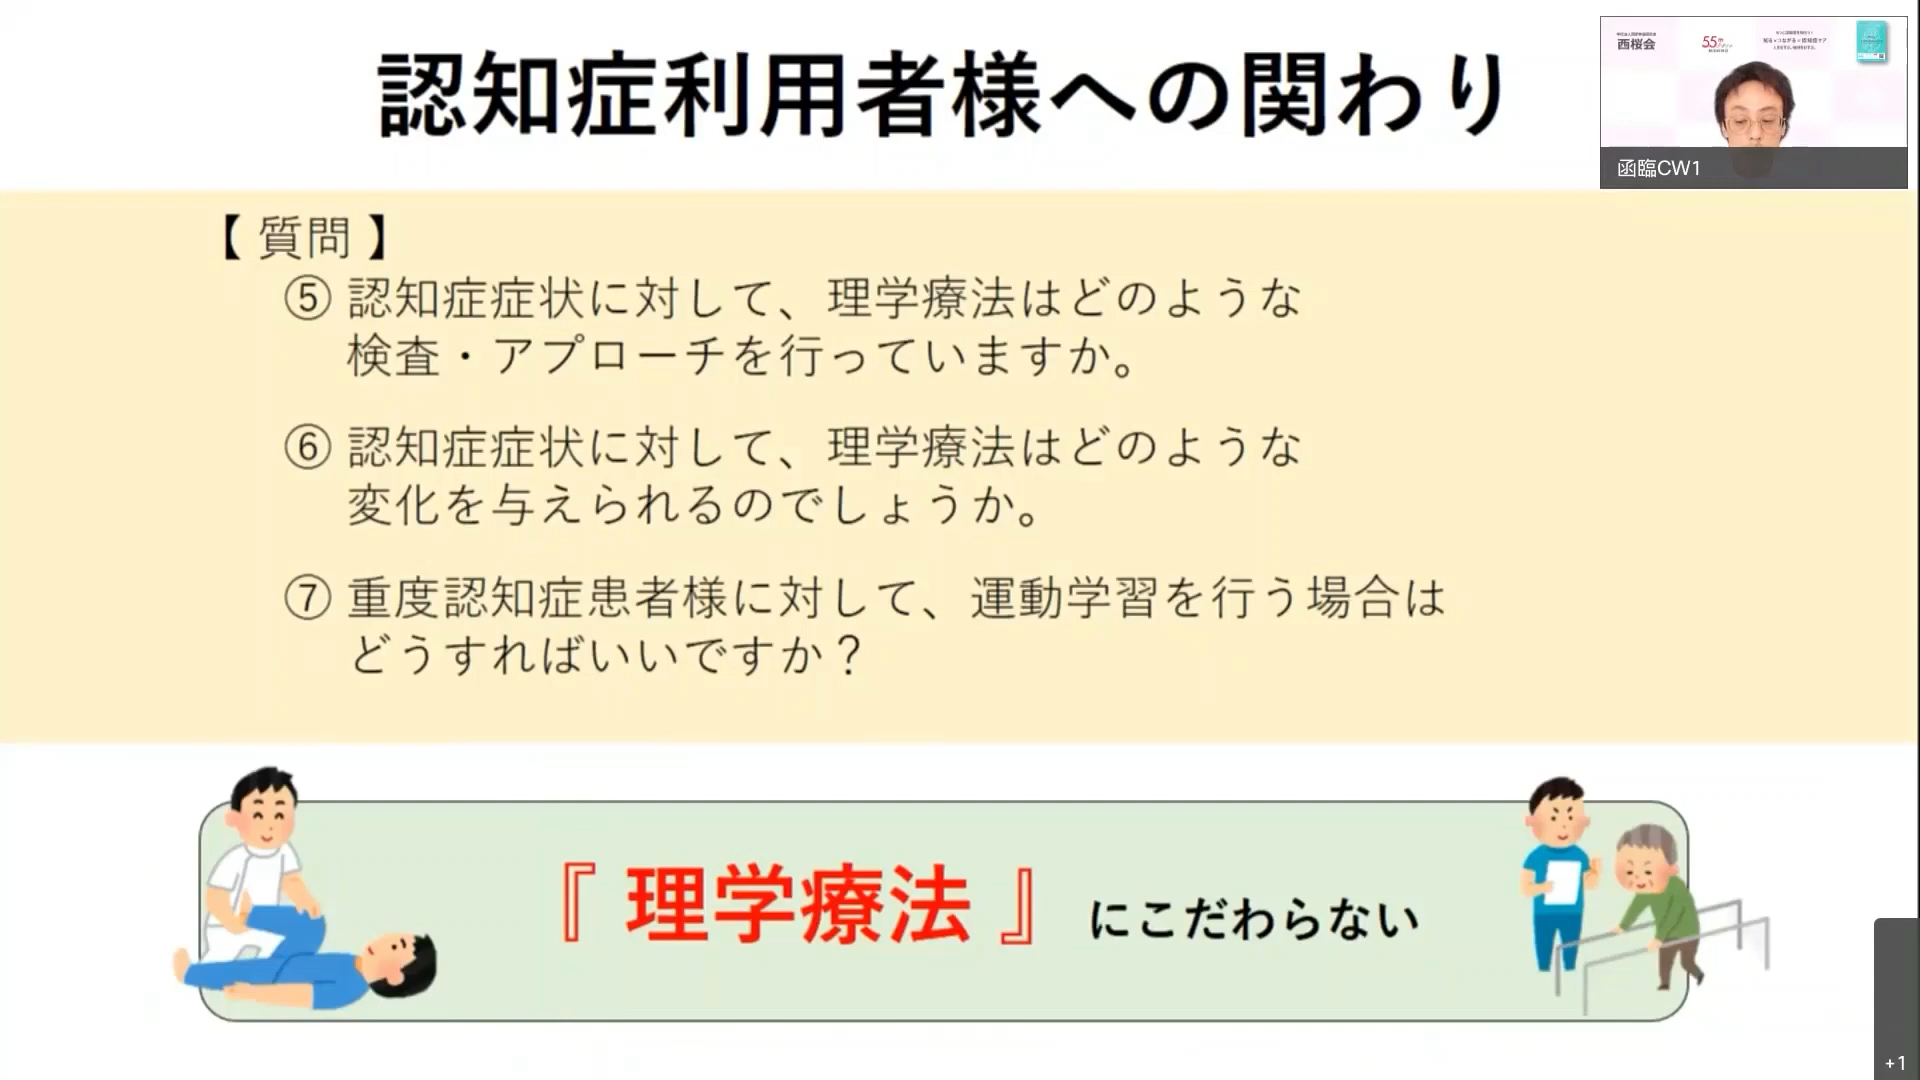 認知症利用者様への関わり
西桜会
55th
函臨CW1
【 質問 】
⑤ 認知症症状に対して、理学療法はどのような
検査・アプローチを行っていますか。
⑥ 認知症症状に対して、理学療法はどのような
変化を与えられるのでしょうか。
⑦ 重度認知症患者様に対して、運動学習を行う場合は
どうすればいいですか？
『 理学療法 』 にこだわらない
+1